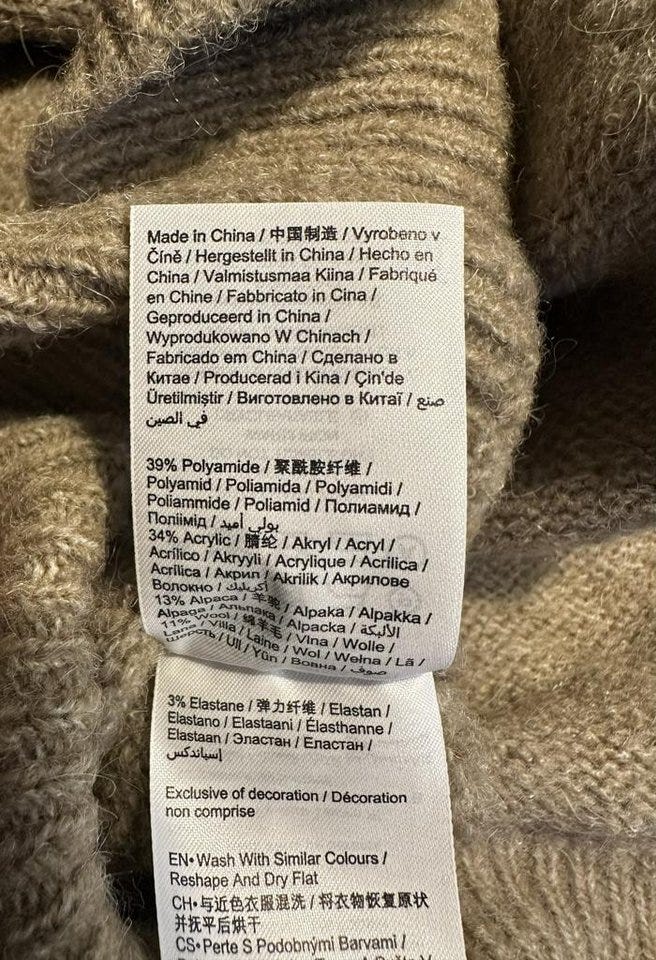 Made in China / 中国制造 / Vyrobeno v
Číně / Hergestellt in China / Hecho en
China / Valmistusmaa Kiina / Fabriqué
en Chine / Fabbricato in Cina /
Geproduceerd in China /
Wyprodukowano W Chinach /
Fabricado em China / Сделано в
Китае / Producerad i Kina / Çin'de
Üretilmiştir / Виготовлено в Китаї / صنع
في الصين
39% Polyamide / 聚酰胺纤维 /
Polyamid / Poliamida / Polyamidi /
Poliammide / Poliamid / Полиамид /
Поліімід / بولي أميد
34% Acrylic / 腈纶 / Akryl / Acryl /
Acrílico / Akryyli / Acrylique / Acrilica /
Acrílica / Акрил / Akrilik / Акрилове
Волокно / أكريليك
13% Alpaca / 羊驼 / Alpaka / Alpakka /
Alpaga / Альпака / Alpacka / الألبكة
11% Wool / 绵羊毛 / Vlna / Wolle /
Lana / Villa / Laine / Wol / Wełna / Lã /
шерсть / Ull / Yün / Вовна / صوف
3% Elastane / 弹力纤维 / Elastan /
Elastano / Elastaani / Élasthanne /
Elastaan / Эластан / Еластан /
إسباندكس
Exclusive of decoration / Décoration
non comprise
EN•Wash With Similar Colours /
Reshape And Dry Flat
CH•与近色衣服混洗 / 将衣物恢复原状
并抚平后烘干
CS•Perte S Podobnými Barvami /